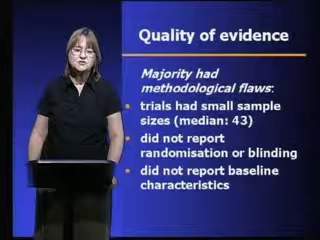 Quality of evidence
Majority had
methodological flaws:
• trials had small sample
sizes (median: 43)
• did not report
randomisation or blinding
• did not report baseline
characteristics